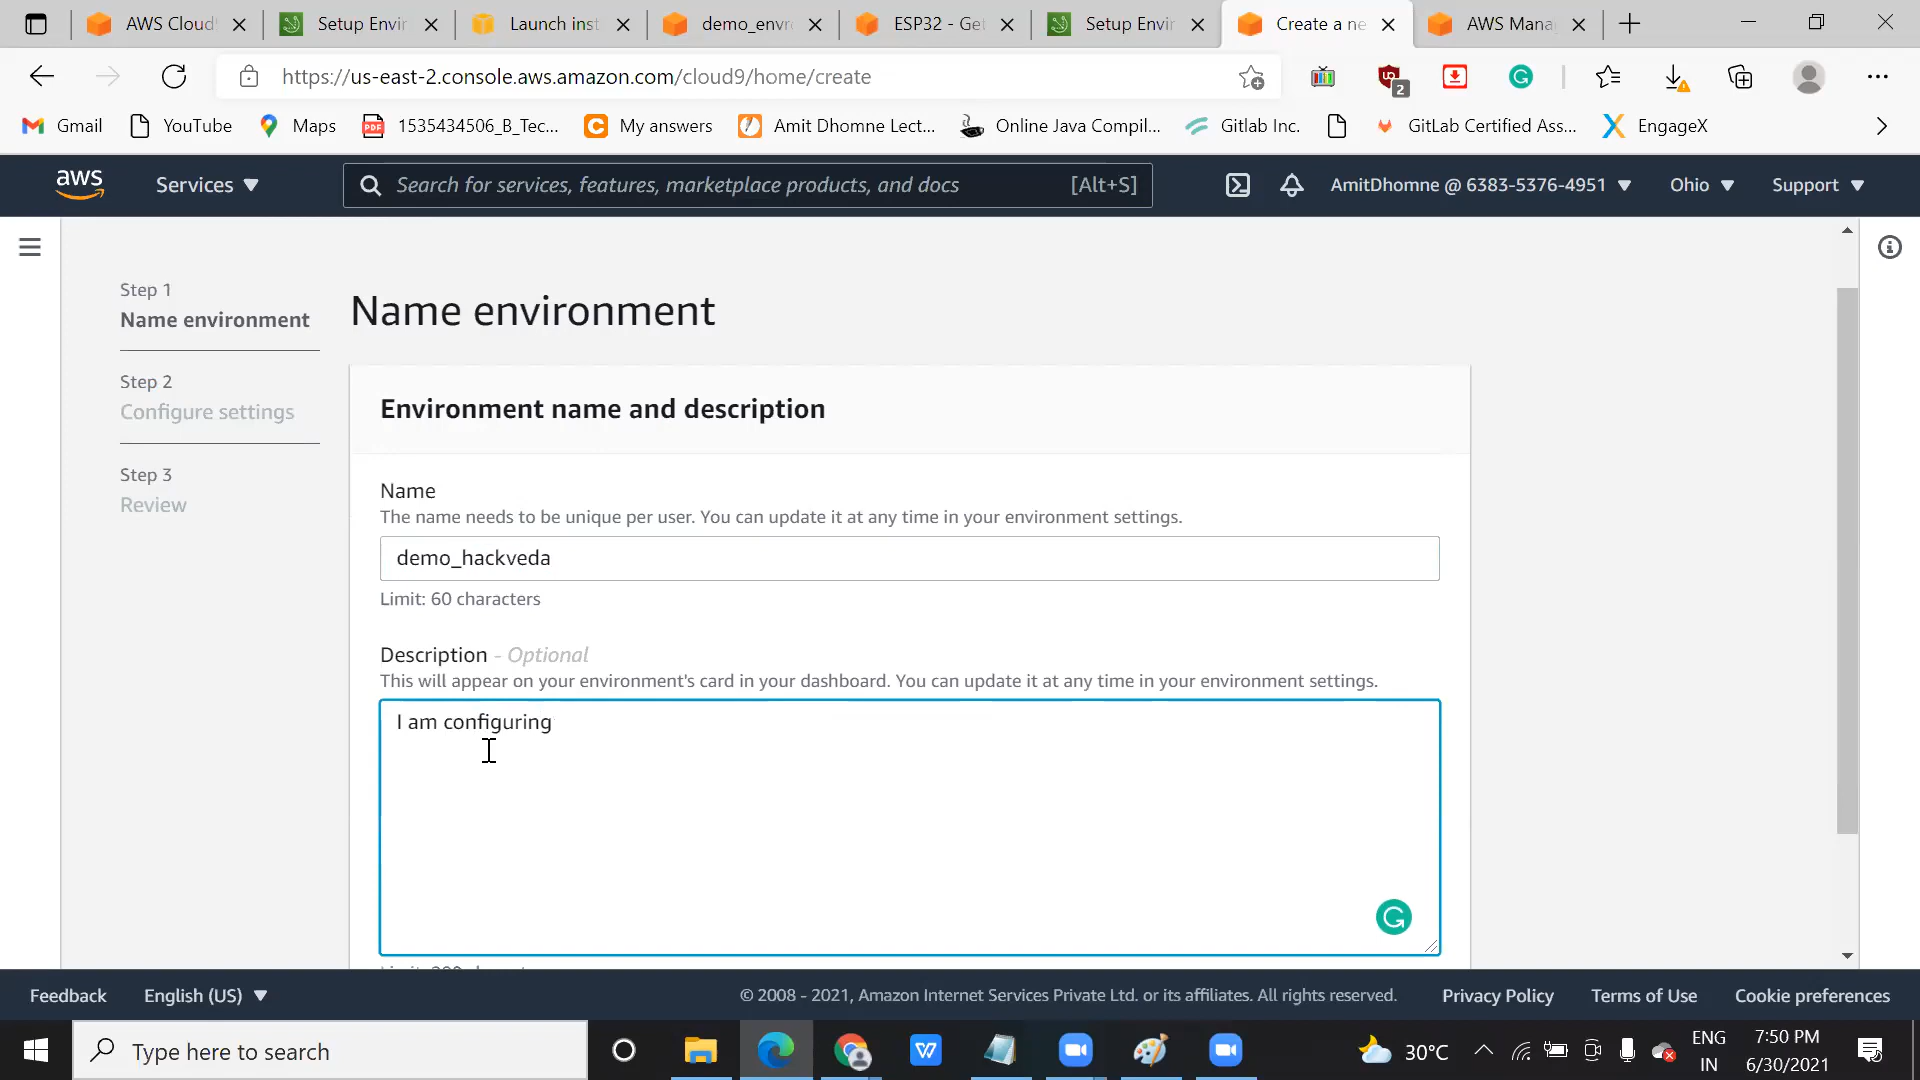 AWS Cloud
Setup Envir
Launch inst
demo_envr
ESP32 - Get
Setup Envir
Create a ne
AWS Mana
https://us-east-2.console.aws.amazon.com/cloud9/home/create
2
Gmail
YouTube
Maps
PDF
1535434506_B_Tec...
My answers
Amit Dhomne Lect...
Online Java Compil...
Gitlab Inc.
GitLab Certified Ass...
EngageX
aws
Services
Search for services, features, marketplace products, and docs
[Alt+S]
AmitDhomne @ 6383-5376-4951
Ohio
Support
Step 1
Name environment
Step 2
Configure settings
Step 3
Review
Name environment
Environment name and description
Name
The name needs to be unique per user. You can update it at any time in your environment settings.
demo_hackveda
Limit: 60 characters
Description - Optional
This will appear on your environment's card in your dashboard. You can update it at any time in your environment settings.
I am configuring
Feedback
English (US)
© 2008 - 2021, Amazon Internet Services Private Ltd. or its affiliates. All rights reserved.
Privacy Policy
Terms of Use
Cookie preferences
Type here to search
30°C
ENG
IN
7:50 PM
6/30/2021